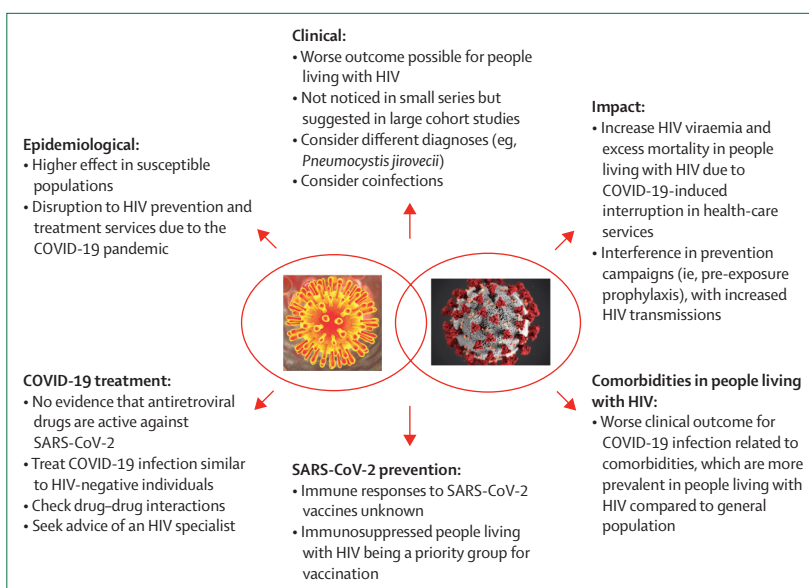 Clinical:
• Worse outcome possible for people
living with HIV
• Not noticed in small series but
suggested in large cohort studies
• Consider different diagnoses (eg,
Pneumocystis jirovecii)
• Consider coinfections
Epidemiological:
• Higher effect in susceptible
populations
• Disruption to HIV prevention and
treatment services due to the
COVID-19 pandemic
Impact:
• Increase HIV viraemia and
excess mortality in people
living with HIV due to
COVID-19-induced
interruption in health-care
services
• Interference in prevention
campaigns (ie, pre-exposure
prophylaxis), with increased
HIV transmissions
COVID-19 treatment:
• No evidence that antiretroviral
drugs are active against
SARS-CoV-2
• Treat COVID-19 infection similar
to HIV-negative individuals
• Check drug–drug interactions
• Seek advice of an HIV specialist
SARS-CoV-2 prevention:
• Immune responses to SARS-CoV-2
vaccines unknown
• Immunosuppressed people living
with HIV being a priority group for
vaccination
Comorbidities in people living
with HIV:
• Worse clinical outcome for
COVID-19 infection related to
comorbidities, which are more
prevalent in people living with
HIV compared to general
population